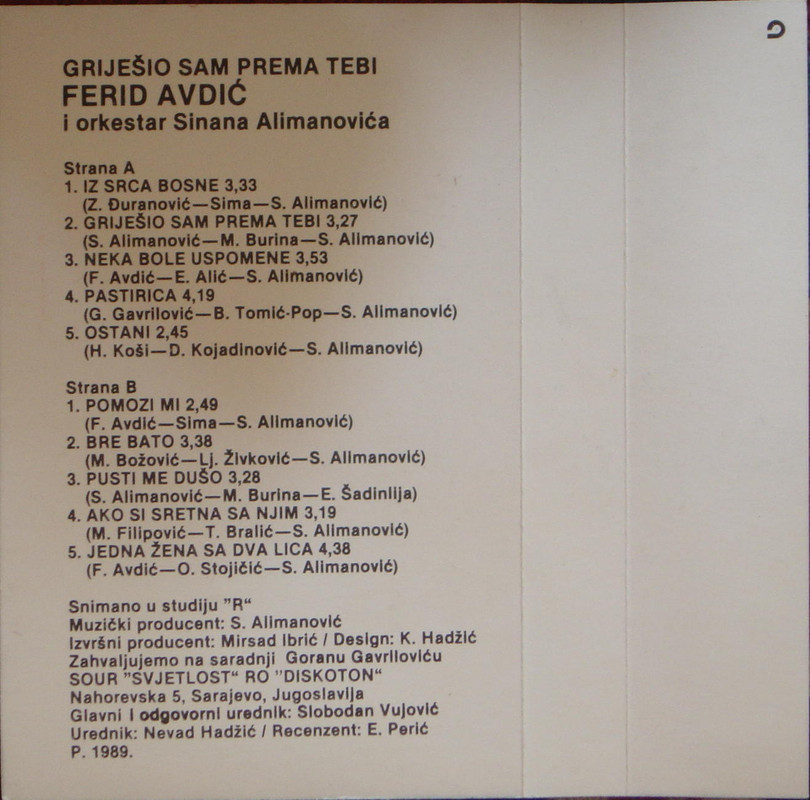 GRIJEŠIO SAM PREMA TEBI
FERID AVDIĆ
i orkestar Sinana Alimanovića
Strana A
1. IZ SRCA BOSNE 3,33
(Z. Đuranović—Sima—S. Alimanović)
2. GRIJEŠIO SAM PREMA TEBI 3,27
(S. Alimanović—M. Burina—S. Alimanović)
3. NEKA BOLE USPOMENE 3,53
(F. Avdić—E. Alić—S. Alimanović)
4. PASTIRICA 4,19
(G. Gavrilović—B. Tomić-Pop—S. Alimanović)
5. OSTANI 2,45
(H. Koši—D. Kojadinović—S. Alimanović)
Strana B
1. POMOZI MI 2,49
(F. Avdić—Sima—S. Alimanović)
2. BRE BATO 3,38
(M. Božović—Lj. Živković—S. Alimanović)
3. PUSTI ME DUŠO 3,28
(S. Alimanović—M. Burina—E. Šadinlija)
4. AKO SI SRETNA SA NJIM 3,19
(M. Filipović—T. Bralić—S. Alimanović)
5. JEDNA ŽENA SA DVA LICA 4,38
(F. Avdić—O. Stojičić—S. Alimanović)
Snimano u studiju ”R“
Muzički producent: S. Alimanović
Izvršni producent: Mirsad Ibrić / Design: K. Hadžić
Zahvaljujemo na saradnji Goranu Gavriloviću
SOUR ”SVJETLOST“ RO ”DISKOTON“
Nahorevska 5, Sarajevo, Jugoslavija
Glavni i odgovorni urednik: Slobodan Vujović
Urednik: Nevad Hadžić / Recenzent: E. Perić
P. 1989.